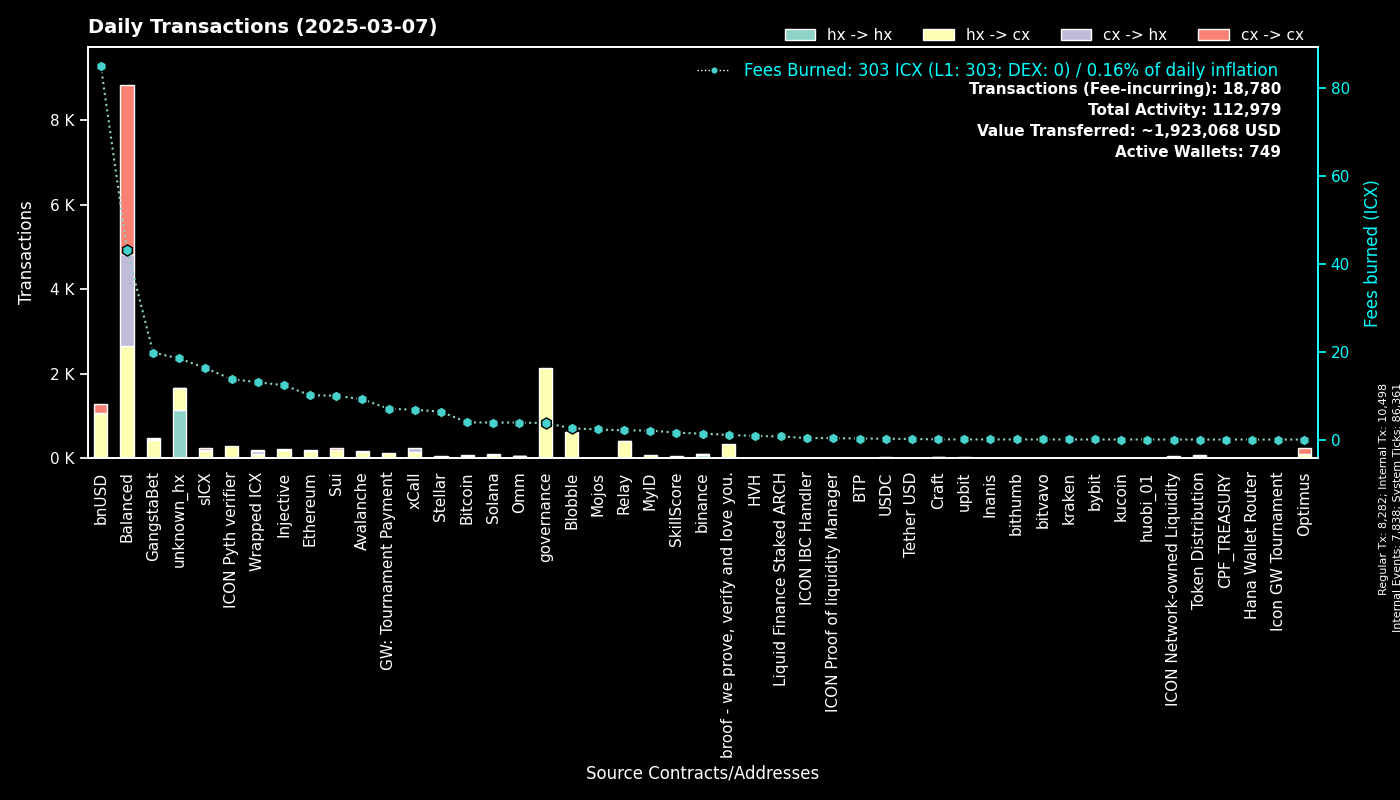 Daily Transactions (2025-03-07)
hx -> hx
hx -> cx
cx -> hx
cx -> cx
Fees Burned: 303 ICX (L1: 303; DEX: 0) / 0.16% of daily inflation
Transactions (Fee-incurring): 18,780
Total Activity: 112,979
Value Transferred: ~1,923,068 USD
Active Wallets: 749
Transactions
8 K
6 K
4 K
2 K
0 K
80
60
40
20
0
Fees burned (ICX)
bnUSD
Balanced
GangstaBet
unknown_hx
sICX
ICON Pyth verifier
Wrapped ICX
Injective
Ethereum
Sui
Avalanche
GW: Tournament Payment
xCall
Stellar
Bitcoin
Solana
Omm
governance
Blobble
Mojos
Relay
MyID
SkillScore
binance
broof - we prove, verify and love you.
HVH
Liquid Finance Staked ARCH
ICON IBC Handler
ICON Proof of liquidity Manager
BTP
USDC
Tether USD
Craft
upbit
Inanis
bithumb
bitvavo
kraken
bybit
kucoin
huobi_01
ICON Network-owned Liquidity
Token Distribution
CPF_TREASURY
Hana Wallet Router
Icon GW Tournament
Optimus
Source Contracts/Addresses
Regular Tx: 8,282; Internal Tx: 10,498
Internal Events: 7,838; System Ticks: 86,361